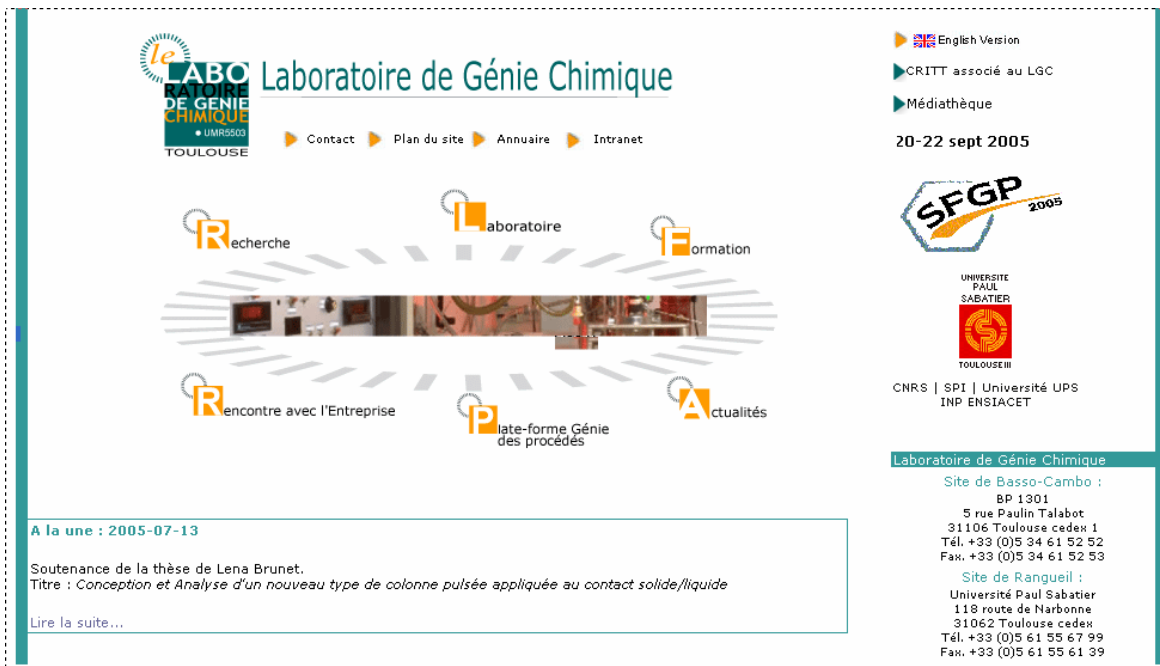 le
LABO
RATOIRE
DE GENIE
CHIMIQUE
• UMR5503
TOULOUSE
Laboratoire de Génie Chimique
Contact Plan du site Annuaire Intranet
Recherche
Laboratoire
Formation
Rencontre avec l'Entreprise
Plate-forme Génie
des procédés
Actualités
A la une : 2005-07-13
Soutenance de la thèse de Lena Brunet.
Titre : Conception et Analyse d'un nouveau type de colonne pulsée appliquée au contact solide/liquide
Lire la suite...
English Version
CRITT associé au LGC
Médiathèque
20-22 sept 2005
SFGP
2005
UNIVERSITE
PAUL
SABATIER
TOULOUSE III
CNRS | SPI | Université UPS
INP ENSIACET
Laboratoire de Génie Chimique
Site de Basso-Cambo :
BP 1301
5 rue Paulin Talabot
31106 Toulouse cedex 1
Tél. +33 (0)5 34 61 52 52
Fax. +33 (0)5 34 61 52 53
Site de Rangueil :
Université Paul Sabatier
118 route de Narbonne
31062 Toulouse cedex
Tél. +33 (0)5 61 55 67 99
Fax. +33 (0)5 61 55 61 39